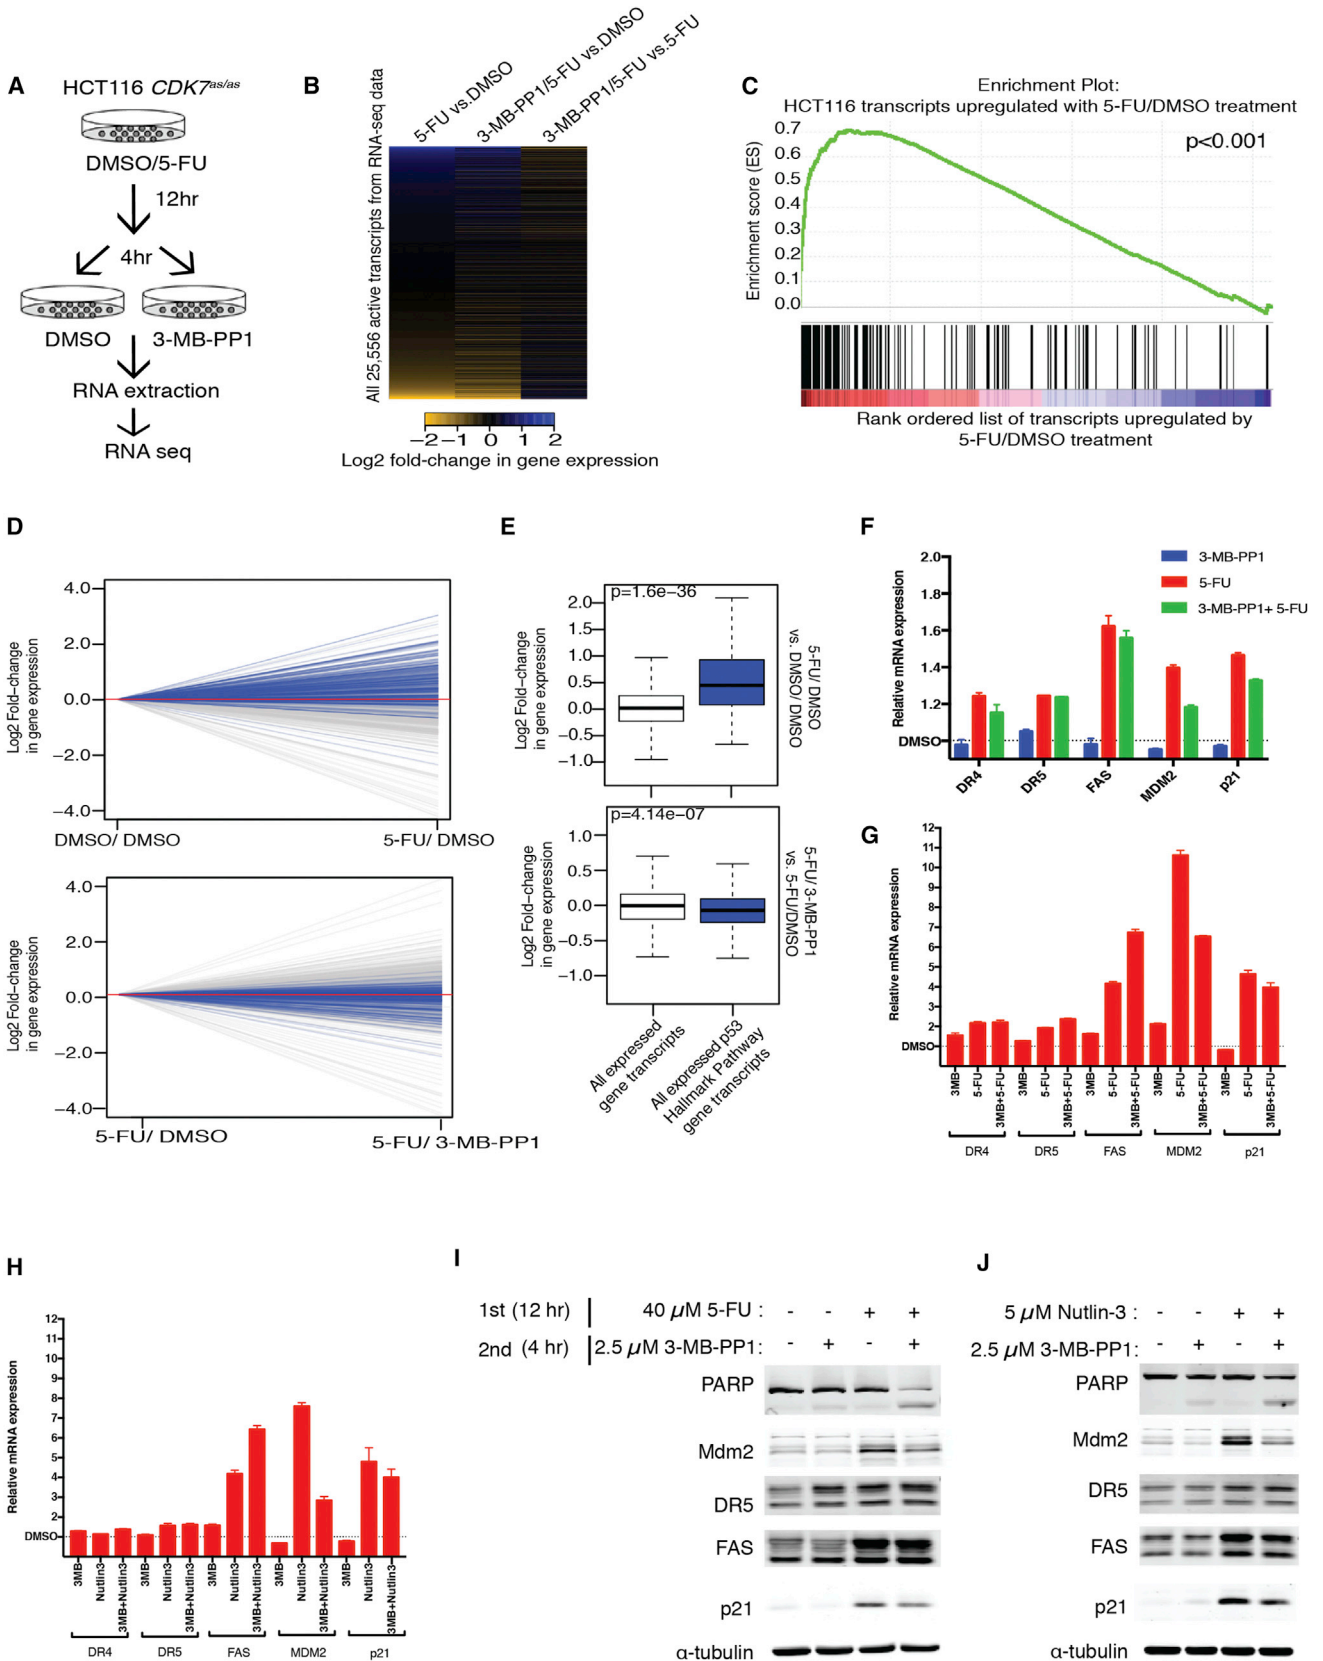 A
HCT116 CDK7as/as
DMSO/5-FU
12hr
4hr
DMSO
3-MB-PP1
RNA extraction
RNA seq
B
5-FU vs.DMSO
3-MB-PP1/5-FU vs.DMSO
3-MB-PP1/5-FU vs.5-FU
All 25,556 active transcripts from RNA-seq data
−2 −1 0 1 2
Log2 fold-change in gene expression
C
Enrichment Plot:
HCT116 transcripts upregulated with 5-FU/DMSO treatment
p<0.001
Enrichment score (ES)
0.7
0.6
0.5
0.4
0.3
0.2
0.1
0.0
Rank ordered list of transcripts upregulated by
5-FU/DMSO treatment
D
Log2 Fold−change
in gene expression
4.0
2.0
0.0
−2.0
−4.0
DMSO/ DMSO
5-FU/ DMSO
Log2 Fold−change
in gene expression
4.0
2.0
0.0
−2.0
−4.0
5-FU/ DMSO
5-FU/ 3-MB-PP1
E
p=1.6e−36
Log2 Fold−change
in gene expression
2.0
1.5
1.0
0.5
0.0
−0.5
−1.0
5-FU/ DMSO
vs. DMSO/ DMSO
p=4.14e−07
Log2 Fold−change
in gene expression
1.0
0.5
0.0
−0.5
−1.0
5-FU/ 3-MB-PP1
vs. 5-FU/DMSO
All expressed
gene transcripts
All expressed p53
Hallmark Pathway
gene transcripts
F
Relative mRNA expression
2.0
1.8
1.6
1.4
1.2
DMSO
3-MB-PP1
5-FU
3-MB-PP1+ 5-FU
DR4
DR5
FAS
MDM2
p21
G
Relative mRNA expression
12
11
10
9
8
7
6
5
4
3
2
DMSO
3MB
5-FU
3MB+5-FU
3MB
5-FU
3MB+5-FU
3MB
5-FU
3MB+5-FU
3MB
5-FU
3MB+5-FU
3MB
5-FU
3MB+5-FU
DR4
DR5
FAS
MDM2
p21
H
Relative mRNA expression
12
11
10
9
8
7
6
5
4
3
2
DMSO
3MB
Nutlin3
3MB+Nutlin3
3MB
Nutlin3
3MB+Nutlin3
3MB
Nutlin3
3MB+Nutlin3
3MB
Nutlin3
3MB+Nutlin3
3MB
Nutlin3
3MB+Nutlin3
DR4
DR5
FAS
MDM2
p21
I
1st (12 hr) 40 µM 5-FU : - - + +
2nd (4 hr) 2.5 µM 3-MB-PP1: - + - +
PARP
Mdm2
DR5
FAS
p21
α-tubulin
J
5 µM Nutlin-3 : - - + +
2.5 µM 3-MB-PP1: - + - +
PARP
Mdm2
DR5
FAS
p21
α-tubulin